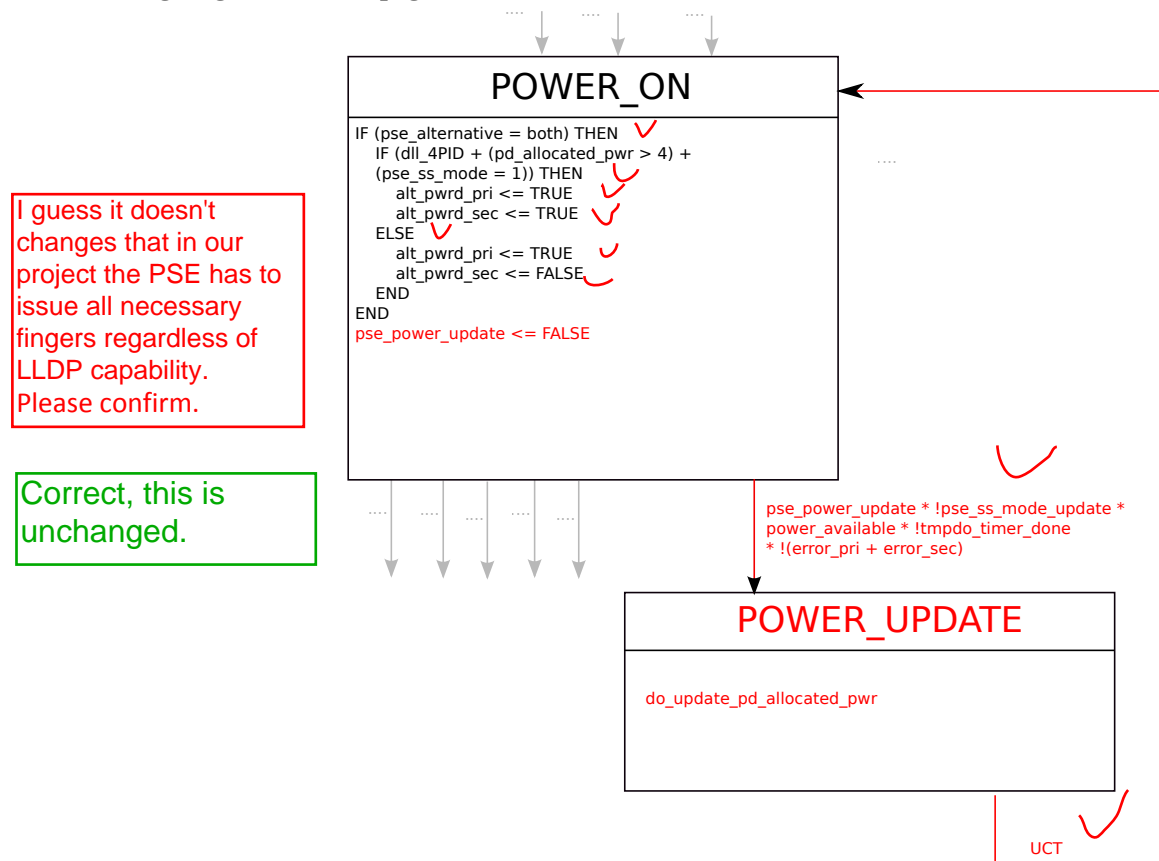 ....
....
....
POWER_ON
IF (pse_alternative = both) THEN
IF (dll_4PID + (pd_allocated_pwr > 4) +
(pse_ss_mode = 1)) THEN
alt_pwrd_pri <= TRUE
alt_pwrd_sec <= TRUE
ELSE
alt_pwrd_pri <= TRUE
alt_pwrd_sec <= FALSE
END
END
pse_power_update <= FALSE
....
I guess it doesn't
changes that in our
project the PSE has to
issue all necessary
fingers regardless of
LLDP capability.
Please confirm.
Correct, this is
unchanged.
....
....
....
....
....
pse_power_update * !pse_ss_mode_update *
power_available * !tmpdo_timer_done
* !(error_pri + error_sec)
POWER_UPDATE
do_update_pd_allocated_pwr
UCT